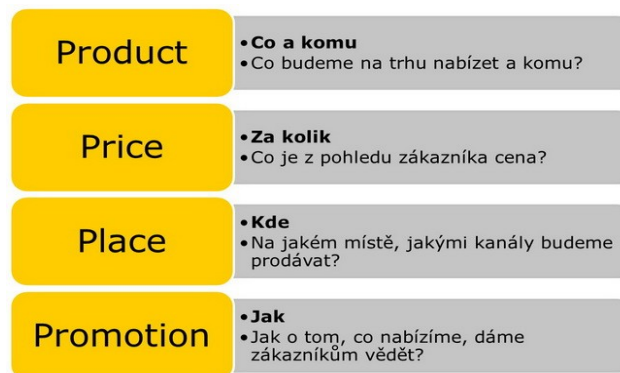 Product
• Co a komu
• Co budeme na trhu nabízet a komu?
Price
• Za kolik
• Co je z pohledu zákazníka cena?
Place
• Kde
• Na jakém místě, jakými kanály budeme
prodávat?
Promotion
• Jak
• Jak o tom, co nabízíme, dáme
zákazníkům vědět?